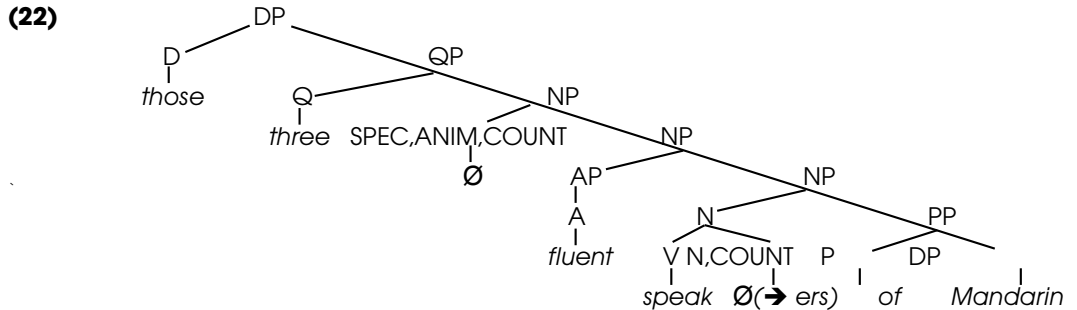 (22) DP
D QP
those Q NP
three SPEC,ANIM,COUNT NP
Ø AP NP
A N PP
fluent V N,COUNT P DP
speak Ø(➔ ers) of Mandarin